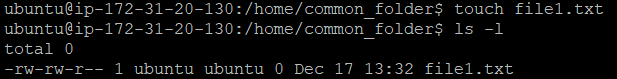 ubuntu@ip-172-31-20-130:/home/common_folder$ touch file1.txt
ubuntu@ip-172-31-20-130:/home/common_folder$ ls -l
total 0
-rw-rw-r-- 1 ubuntu ubuntu 0 Dec 17 13:32 file1.txt